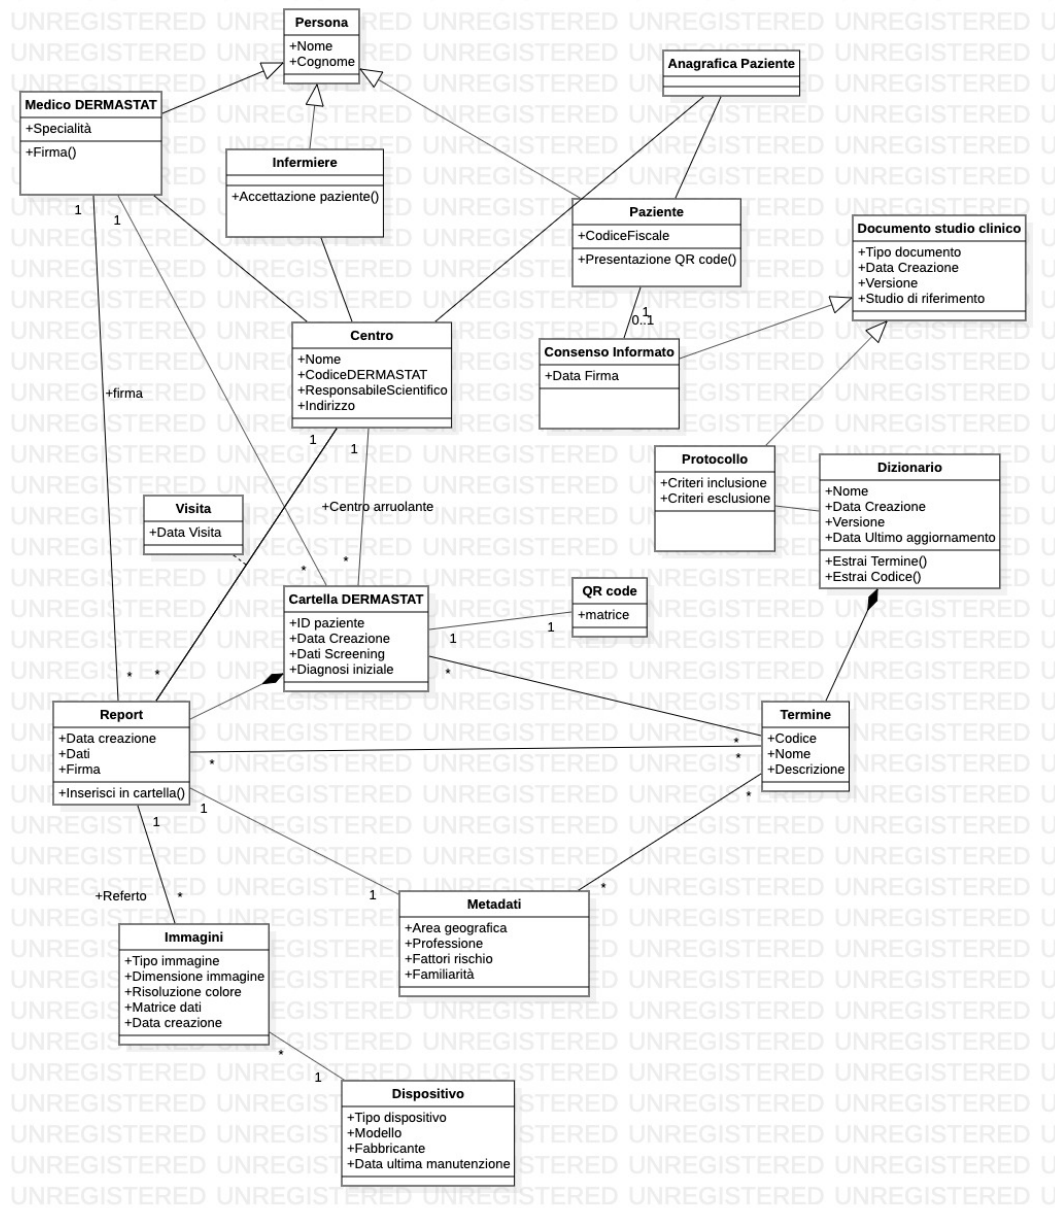 Persona
+Nome
+Cognome
Anagrafica Paziente
Medico DERMASTAT
+Specialità
+Firma()
Infermiere
+Accettazione paziente()
Paziente
+CodiceFiscale
+Presentazione QR code()
Documento studio clinico
+Tipo documento
+Data Creazione
+Versione
+Studio di riferimento
1
1
1
0..1
Centro
+Nome
+CodiceDERMASTAT
+ResponsabileScientifico
+Indirizzo
Consenso Informato
+Data Firma
+firma
1
1
Protocollo
+Criteri inclusione
+Criteri esclusione
Dizionario
+Nome
+Data Creazione
+Versione
+Data Ultimo aggiornamento
+Estrai Termine()
+Estrai Codice()
Visita
+Data Visita
+Centro arruolante
*
*
Cartella DERMASTAT
+ID paziente
+Data Creazione
+Dati Screening
+Diagnosi iniziale
QR code
+matrice
1
1
*
*
*
Report
+Data creazione
+Dati
+Firma
+Inserisci in cartella()
Termine
+Codice
+Nome
+Descrizione
*
*
*
*
1
1
+Referto
*
1
*
Metadati
+Area geografica
+Professione
+Fattori rischio
+Familiarità
Immagini
+Tipo immagine
+Dimensione immagine
+Risoluzione colore
+Matrice dati
+Data creazione
*
1
Dispositivo
+Tipo dispositivo
+Modello
+Fabbricante
+Data ultima manutenzione
UNREGISTERED